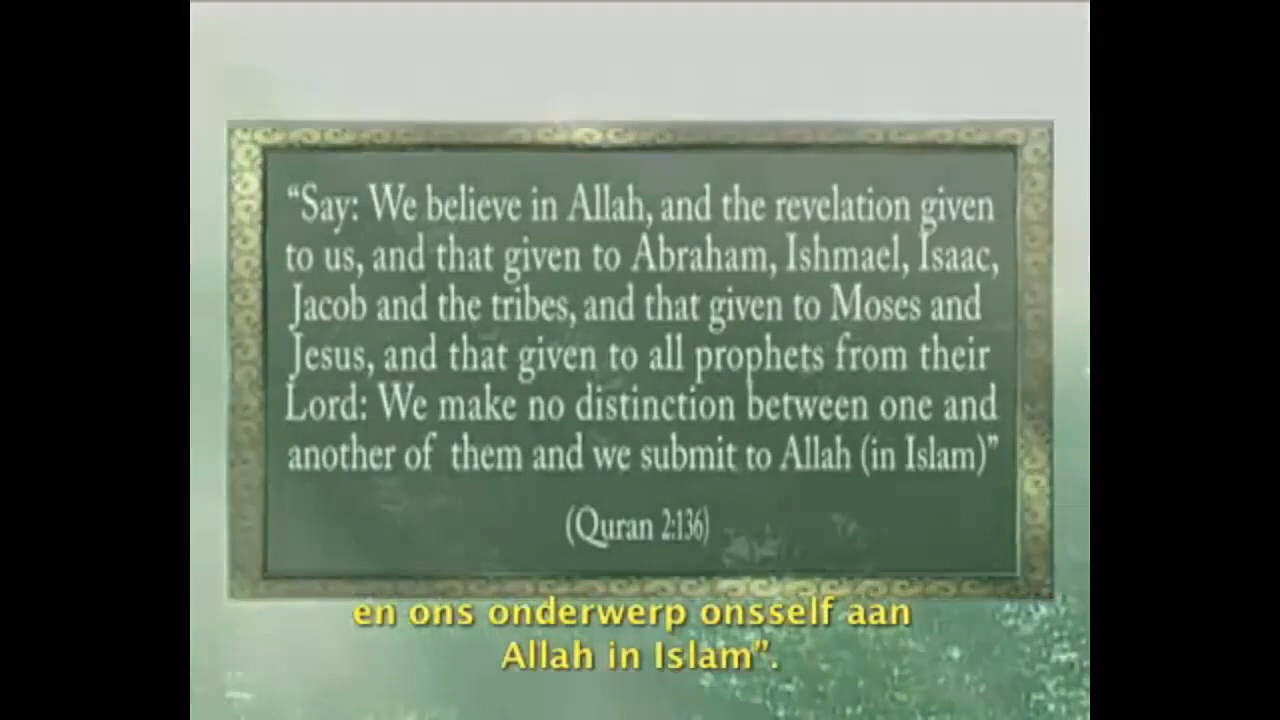 “Say: We believe in Allah, and the revelation given
to us, and that given to Abraham, Ishmael, Isaac,
Jacob and the tribes, and that given to Moses and
Jesus, and that given to all prophets from their
Lord: We make no distinction between one and
another of them and we submit to Allah (in Islam)”
(Quran 2:136)
en ons onderwerp onsself aan
Allah in Islam”.